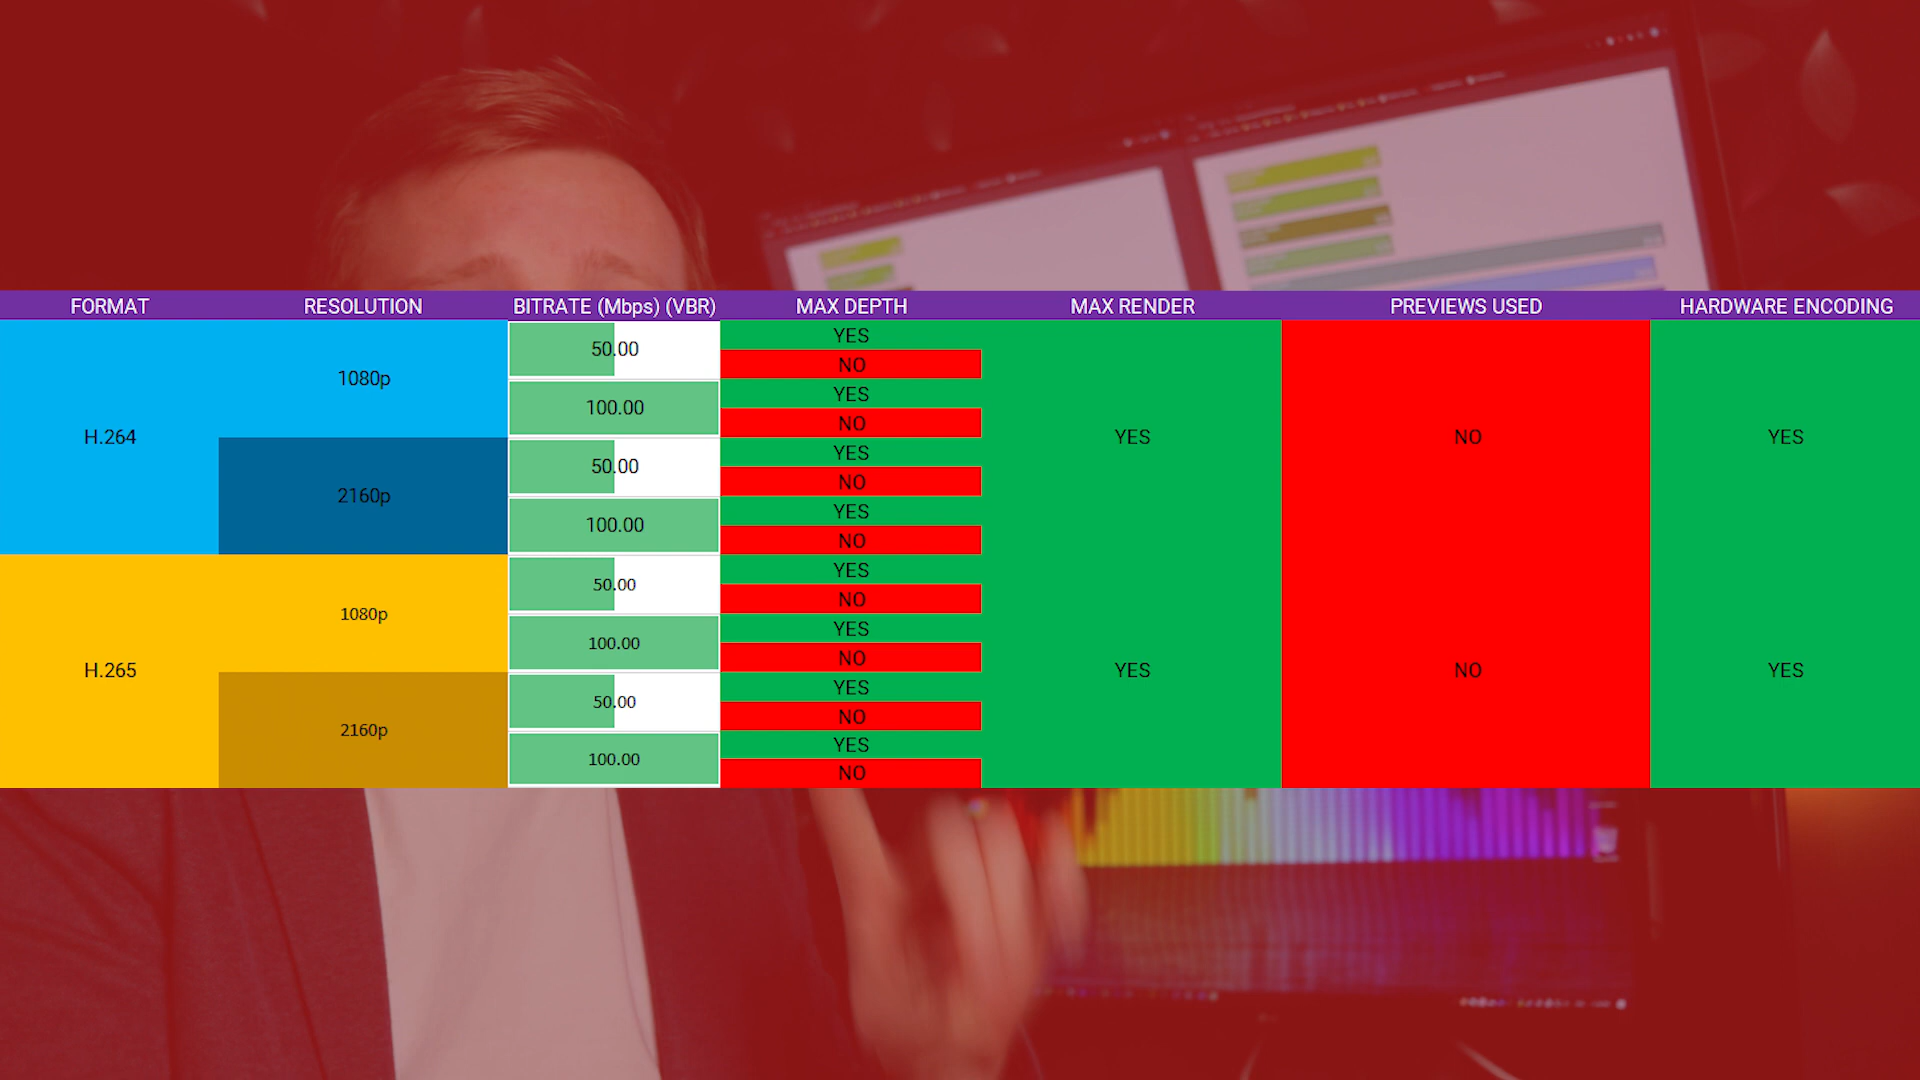 FORMAT RESOLUTION BITRATE (Mbps) (VBR) MAX DEPTH MAX RENDER PREVIEWS USED HARDWARE ENCODING
H.264 1080p 50.00 YES YES NO YES
NO
100.00 YES
NO
2160p 50.00 YES
NO
100.00 YES
NO
H.265 1080p 50.00 YES YES NO YES
NO
100.00 YES
NO
2160p 50.00 YES
NO
100.00 YES
NO